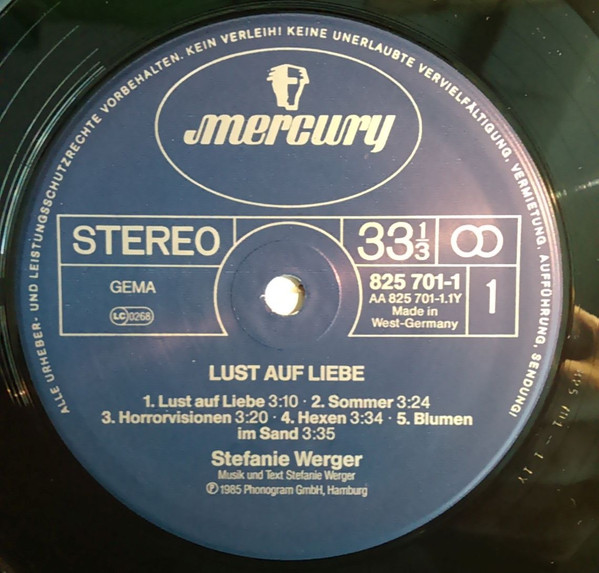 ALLE URHEBER- UND LEISTUNGSSCHUTZRECHTE VORBEHALTEN. KEIN VERLEIH! KEINE UNERLAUBTE VERVIELFÄLTIGUNG, VERMIETUNG, AUFFÜHRUNG, SENDUNG!
mercury
STEREO
33 1/3
GEMA
LC 0268
825 701-1
AA 825 701-1.1Y
Made in
West-Germany
1
LUST AUF LIEBE
1. Lust auf Liebe 3:10 · 2. Sommer 3:24
3. Horrorvisionen 3:20 · 4. Hexen 3:34 · 5. Blumen
im Sand 3:35
Stefanie Werger
Musik und Text Stefanie Werger
Ⓟ 1985 Phonogram GmbH, Hamburg